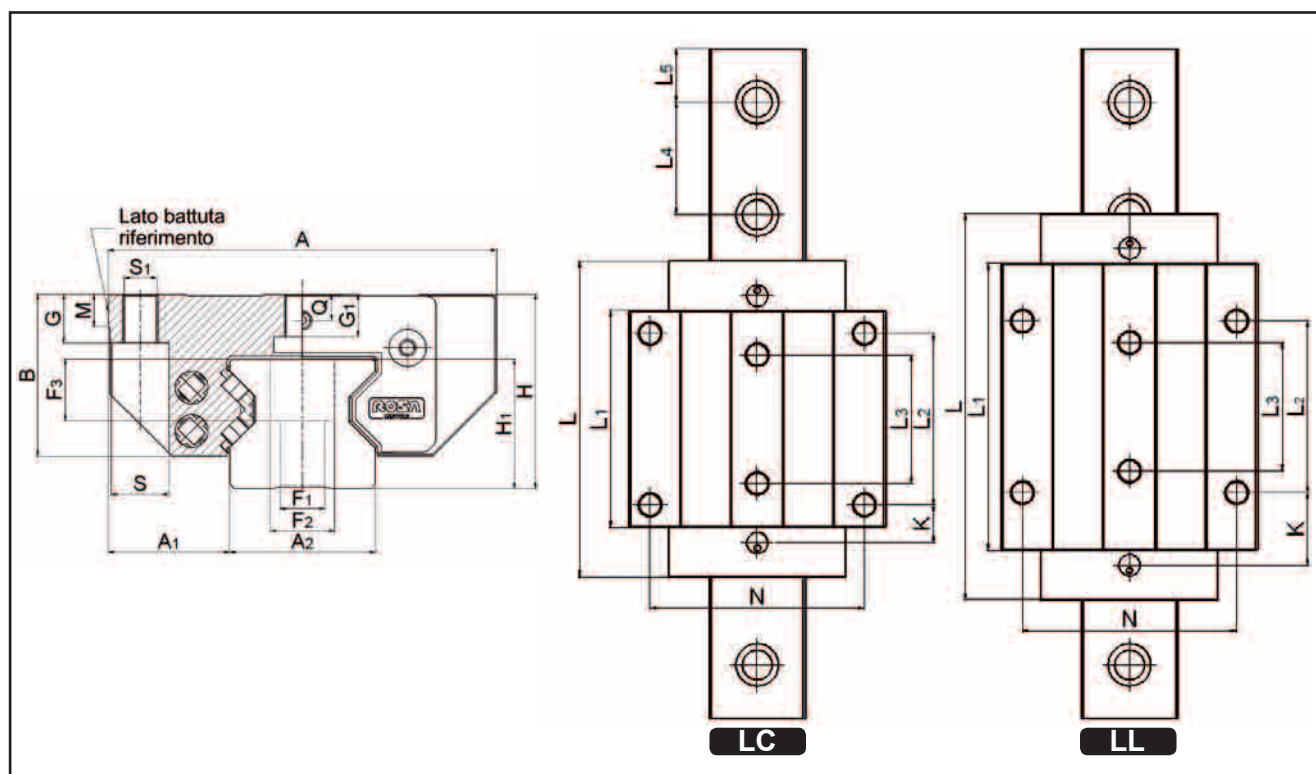 Lato battuta
riferimento
A
S1
G
M
Q
G1
B
F3
H1
H
ROSA
S
F1
F2
A1
A2
L5
L4
L
L1
L3
L2
K
N
LC
L
L1
L3
L2
K
N
LL